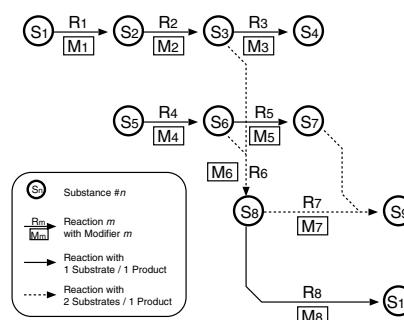 R1 R2 R3
S1 S2 S3 S4
M1 M2 M3
R4 R5
S5 S6 S7
M4 M5
M6 R6
R7
S8 S9
M7
R8
S1
M8
Sn Substance #n
Rm Reaction m
Mm with Modifier m
Reaction with
1 Substrate / 1 Product
Reaction with
2 Substrates / 1 Product